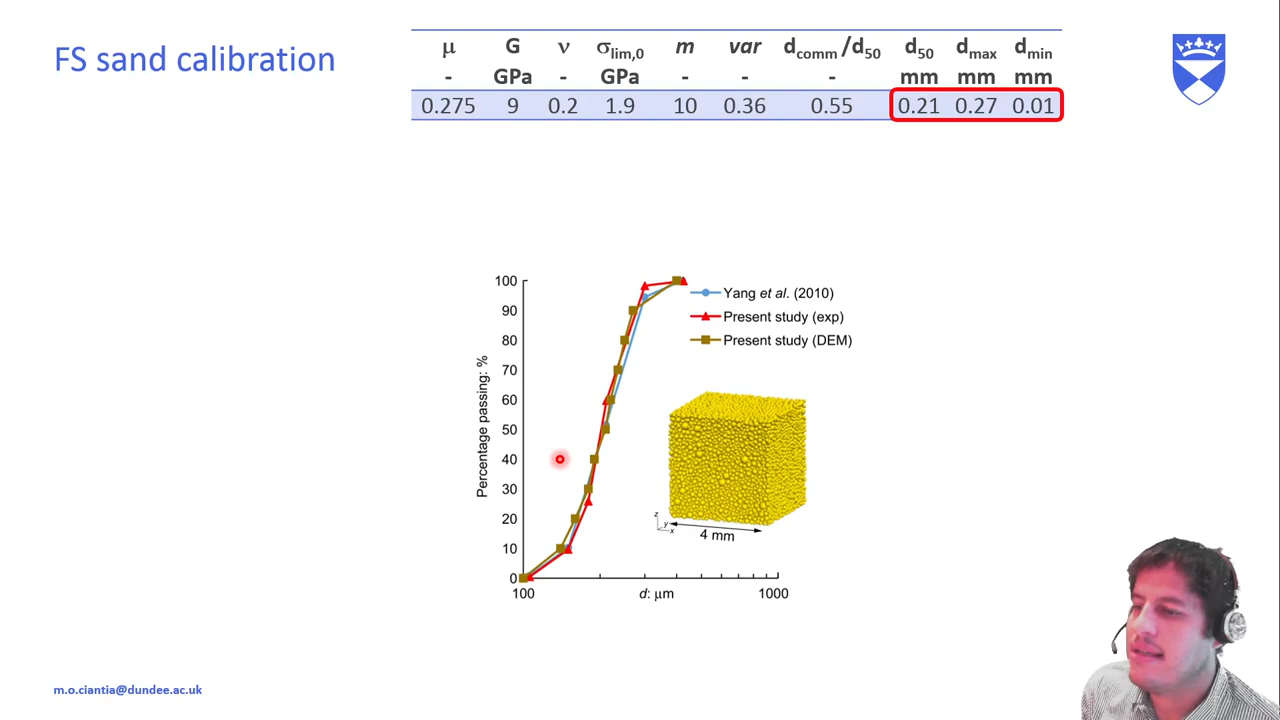 FS sand calibration
μ G ν σlim,0 m var dcomm/d50 d50 dmax dmin
- GPa - GPa - - - mm mm mm
0.275 9 0.2 1.9 10 0.36 0.55 0.21 0.27 0.01
100
90
80
70
60
50
40
30
20
10
0
Percentage passing: %
Yang et al. (2010)
Present study (exp)
Present study (DEM)
z
y
x
4 mm
100 d: μm 1000
m.o.ciantia@dundee.ac.uk